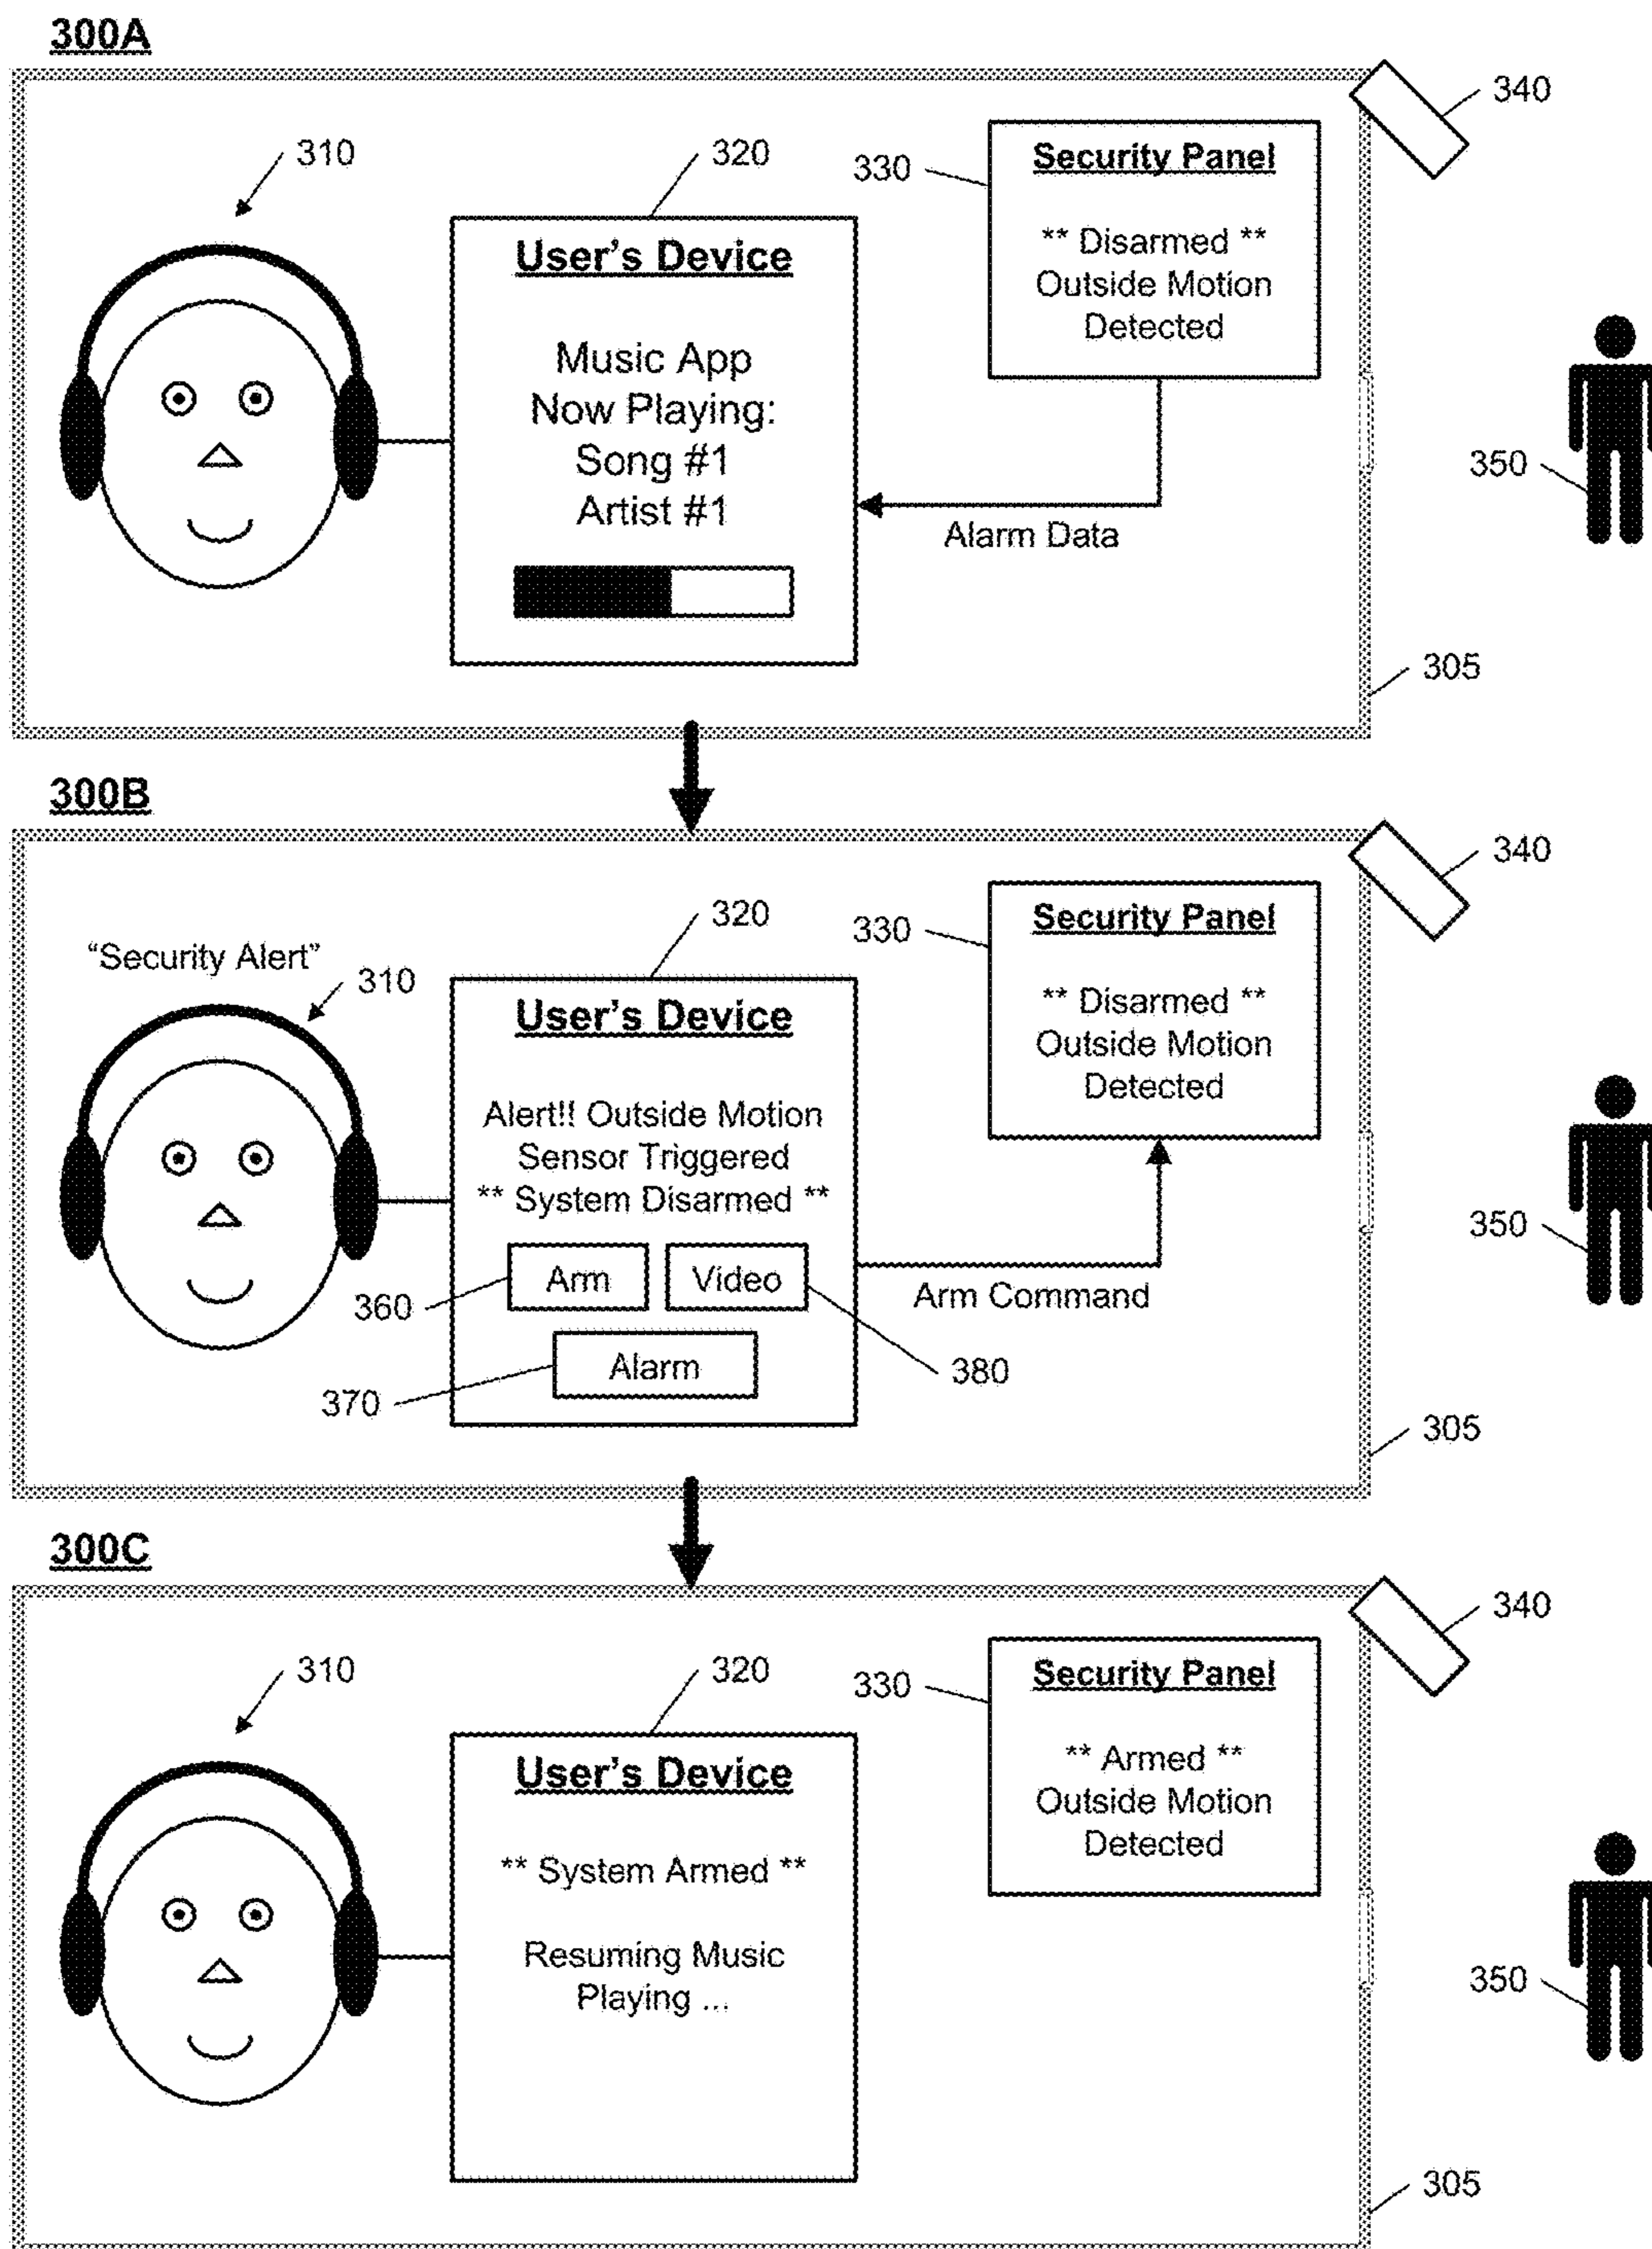 300A
340
310
320
330
Security Panel
** Disarmed **
Outside Motion
Detected
User's Device
Music App
Now Playing:
Song #1
Artist #1
Alarm Data
350
305
300B
340
"Security Alert"
310
320
330
Security Panel
** Disarmed **
Outside Motion
Detected
User's Device
Alert!! Outside Motion
Sensor Triggered
** System Disarmed **
360
Arm
Video
Arm Command
370
Alarm
380
350
305
300C
340
310
320
330
Security Panel
** Armed **
Outside Motion
Detected
User's Device
** System Armed **
Resuming Music
Playing ...
350
305